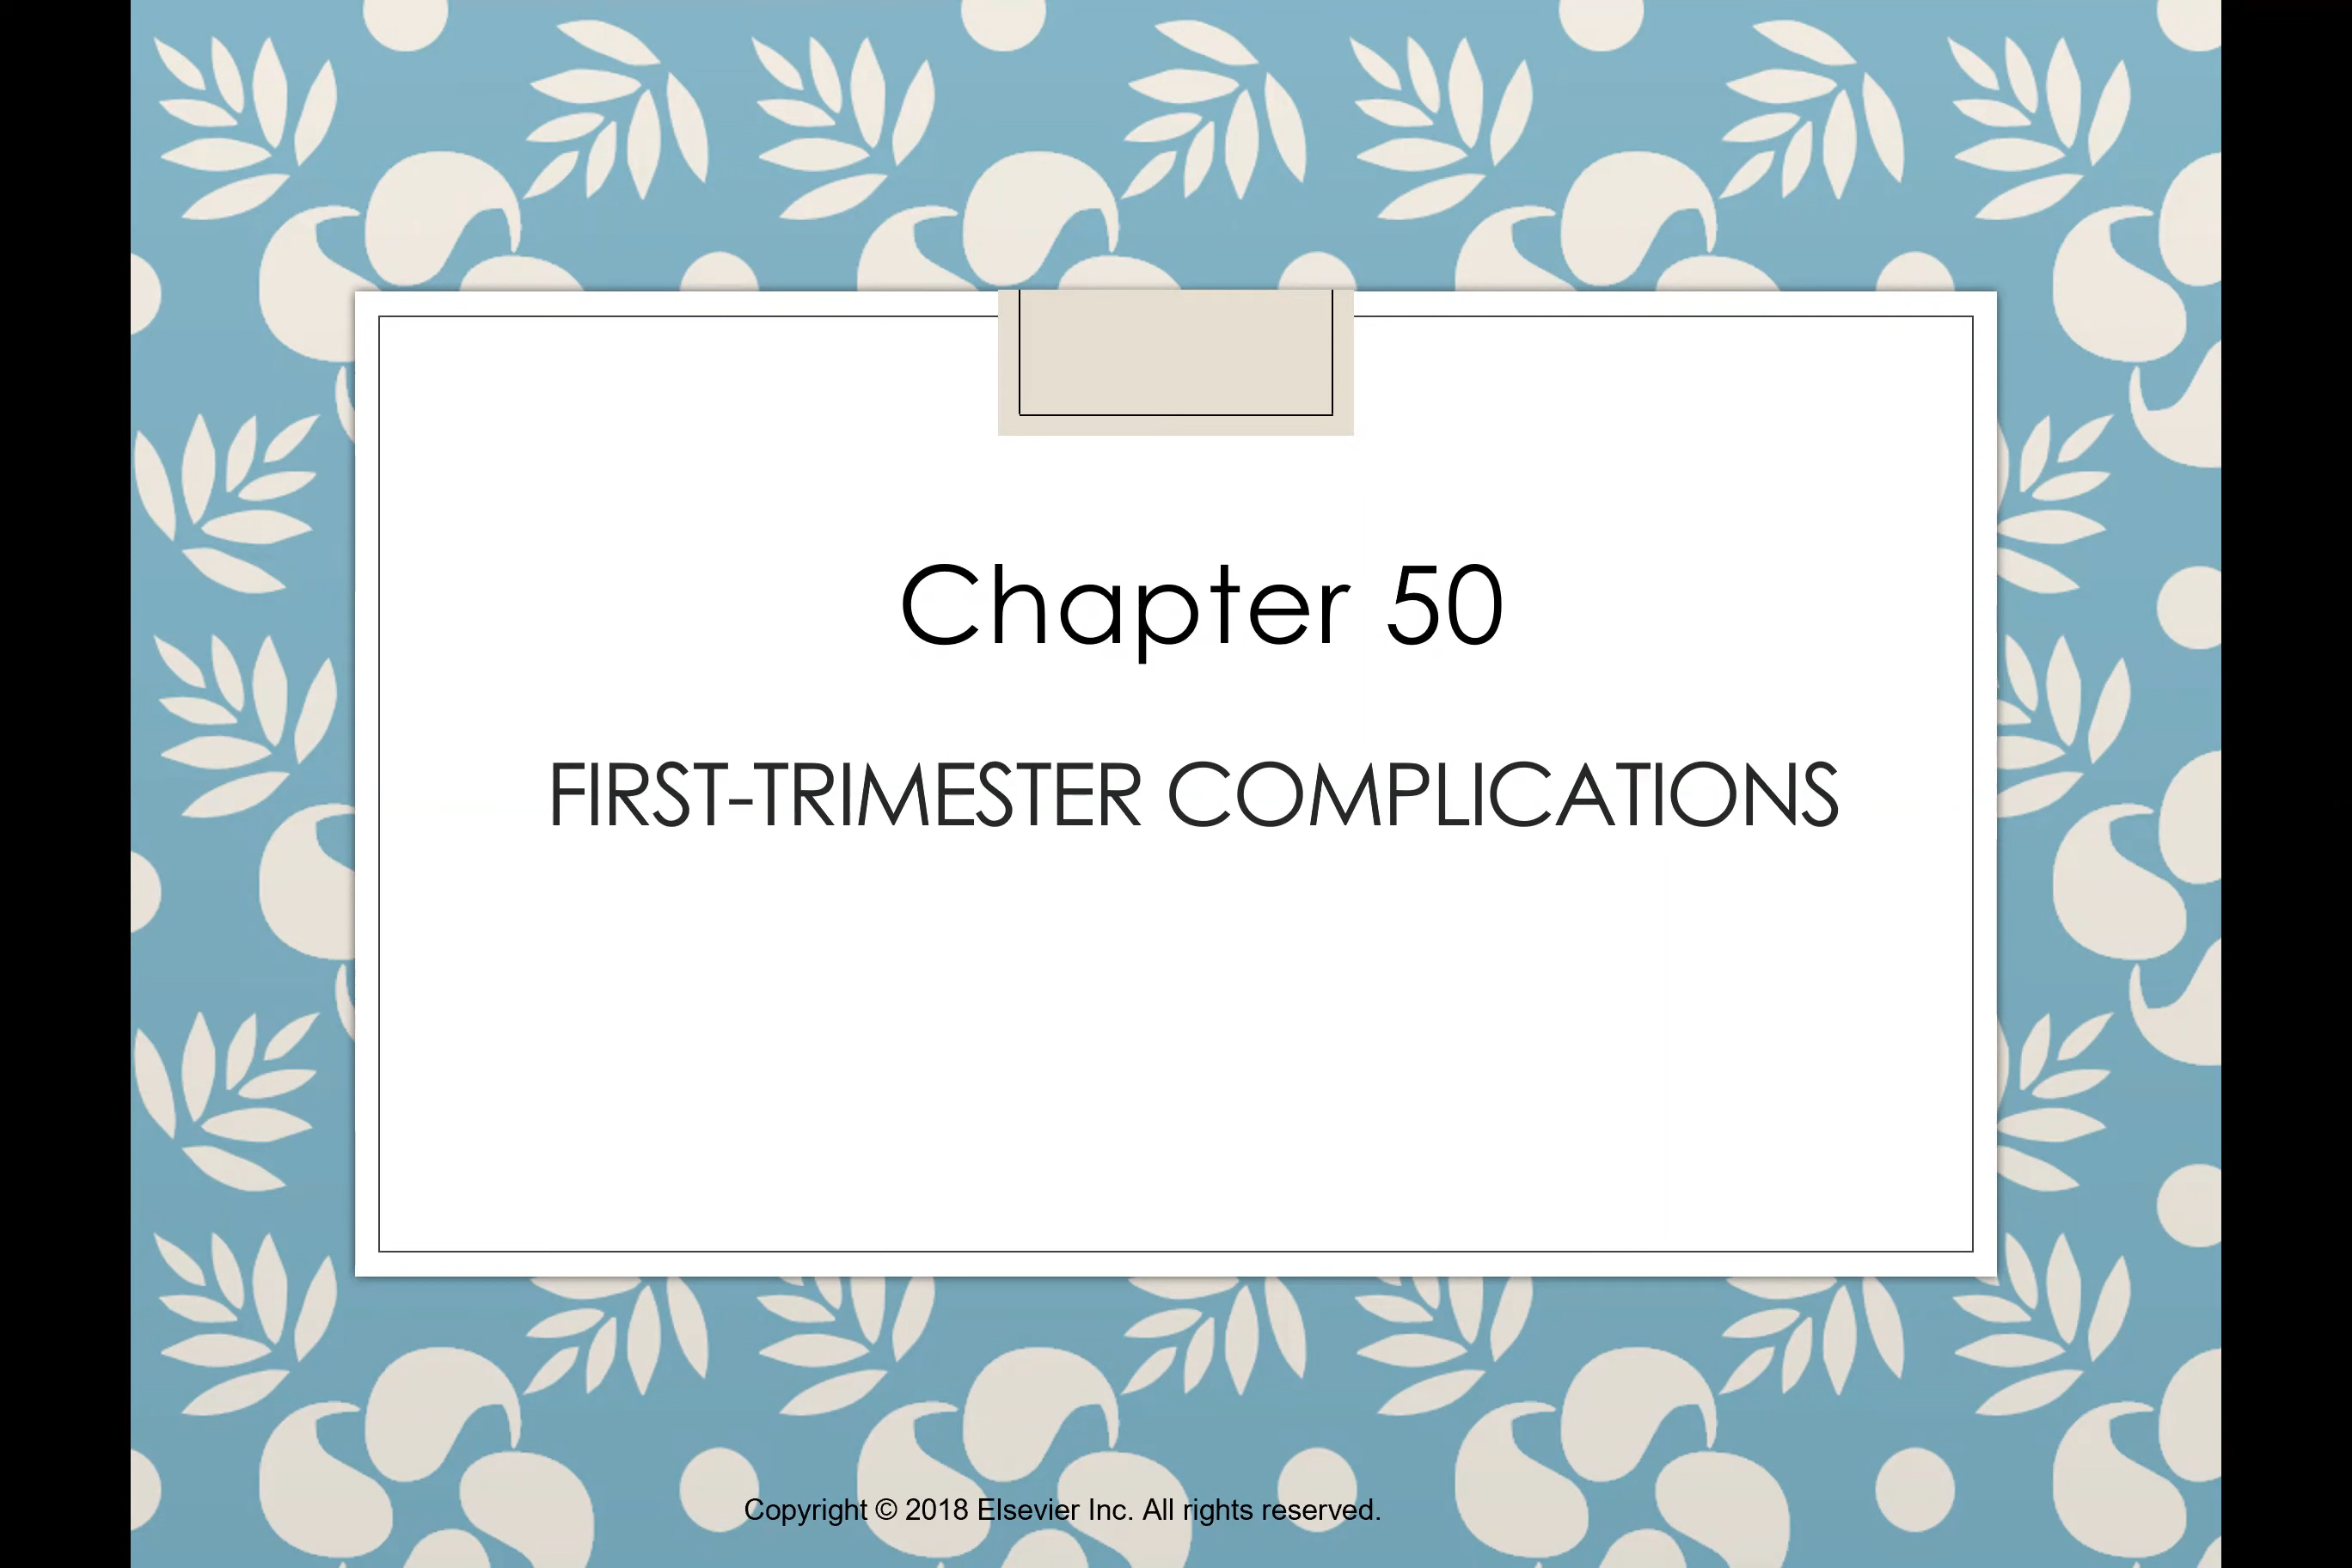 Chapter 50
FIRST-TRIMESTER COMPLICATIONS
Copyright © 2018 Elsevier Inc. All rights reserved.